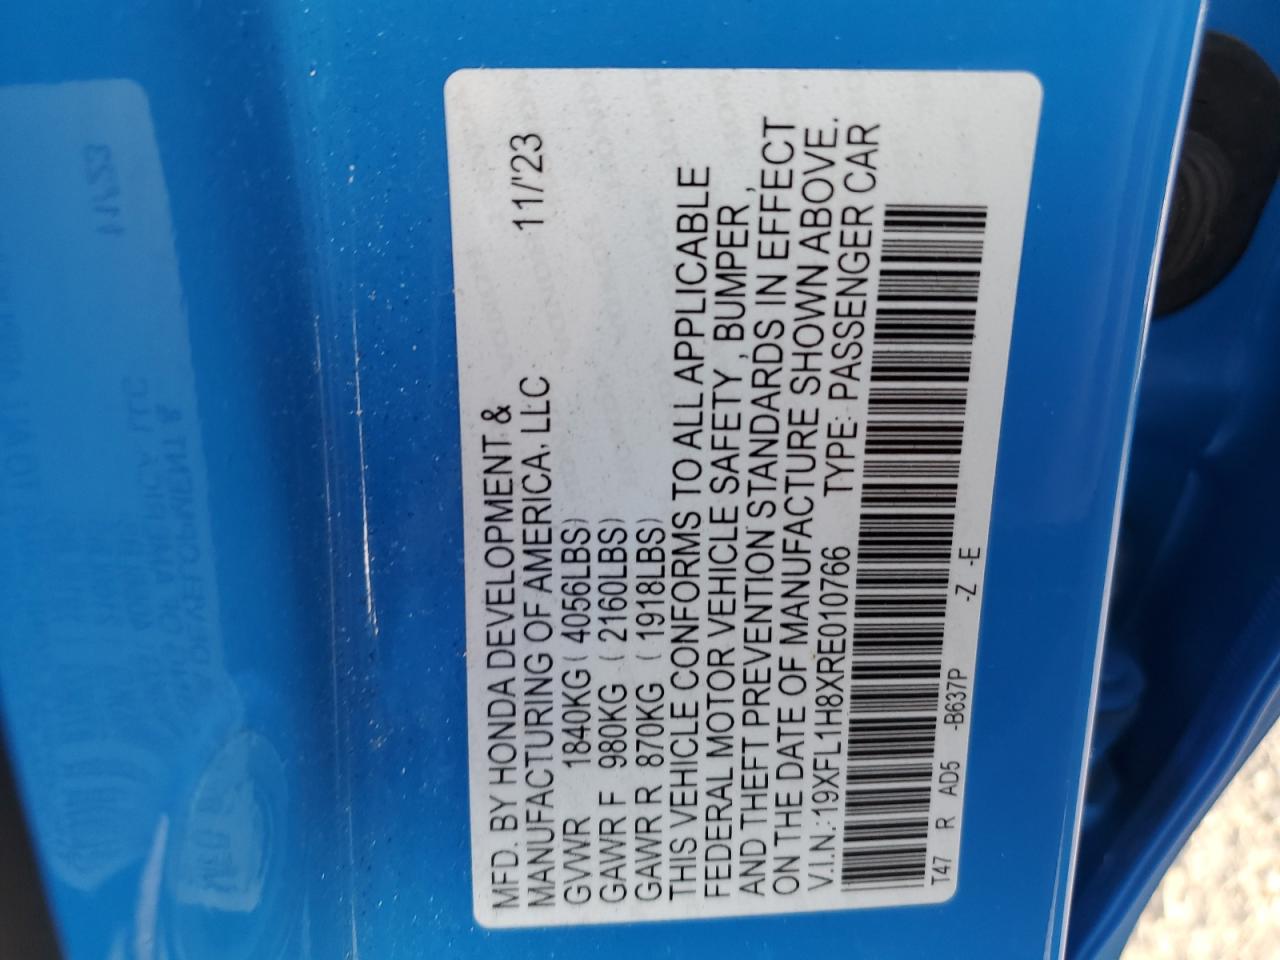 MFD. BY HONDA DEVELOPMENT &
MANUFACTURING OF AMERICA, LLC 11/'23
GVWR 1840KG ( 4056LBS)
GAWR F 980KG ( 2160LBS)
GAWR R 870KG ( 1918LBS)
THIS VEHICLE CONFORMS TO ALL APPLICABLE
FEDERAL MOTOR VEHICLE SAFETY, BUMPER,
AND THEFT PREVENTION STANDARDS IN EFFECT
ON THE DATE OF MANUFACTURE SHOWN ABOVE.
V.I.N.: 19XFL1H8XRE010766 TYPE: PASSENGER CAR
T47 R AD5 -B637P -Z -E